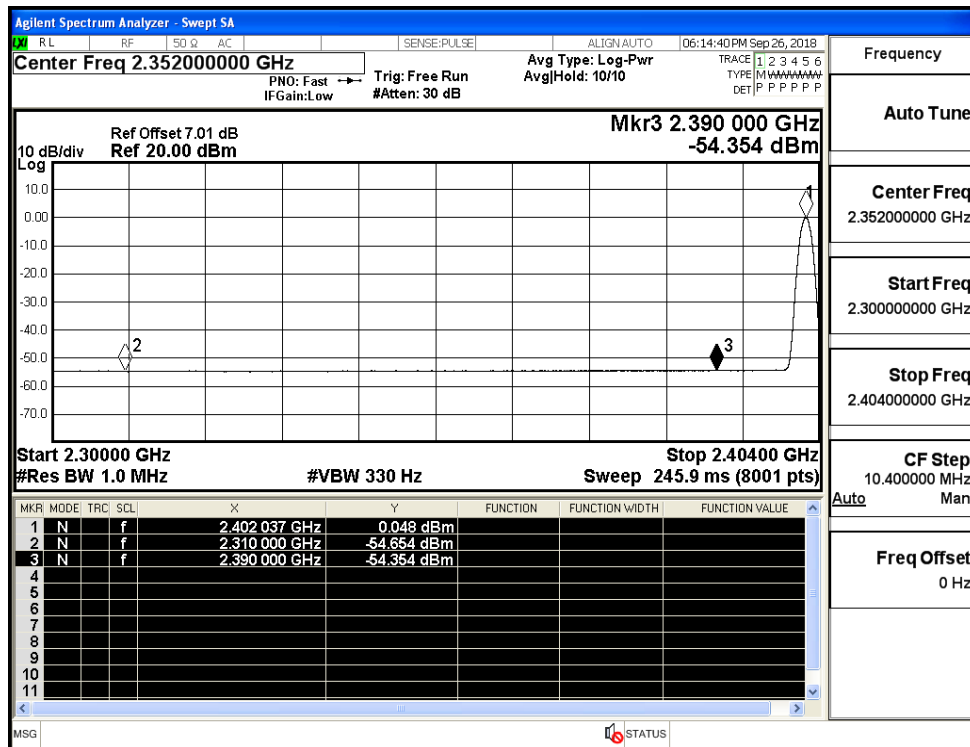 Agilent Spectrum Analyzer - Swept SA
LXI RL RF 50 Ω AC SENSE:PULSE ALIGN AUTO 06:14:40 PM Sep 26, 2018
Center Freq 2.352000000 GHz
PNO: Fast
IFGain:Low
Trig: Free Run
#Atten: 30 dB
Avg Type: Log-Pwr
Avg|Hold: 10/10
TRACE 1 2 3 4 5 6
TYPE M
DET P P P P P P
Ref Offset 7.01 dB
Ref 20.00 dBm
10 dB/div
Log
Mkr3 2.390 000 GHz
-54.354 dBm
10.0
0.00
-10.0
-20.0
-30.0
-40.0
-50.0
-60.0
-70.0
1
2
3
Start 2.30000 GHz Stop 2.40400 GHz
#Res BW 1.0 MHz #VBW 330 Hz Sweep 245.9 ms (8001 pts)
MKR MODE TRC SCL X Y FUNCTION FUNCTION WIDTH FUNCTION VALUE
1 N f 2.402 037 GHz 0.048 dBm
2 N f 2.310 000 GHz -54.654 dBm
3 N f 2.390 000 GHz -54.354 dBm
4
5
6
7
8
9
10
11
MSG STATUS
Frequency
Auto Tune
Center Freq
2.352000000 GHz
Start Freq
2.300000000 GHz
Stop Freq
2.404000000 GHz
CF Step
10.400000 MHz
Auto Man
Freq Offset
0 Hz